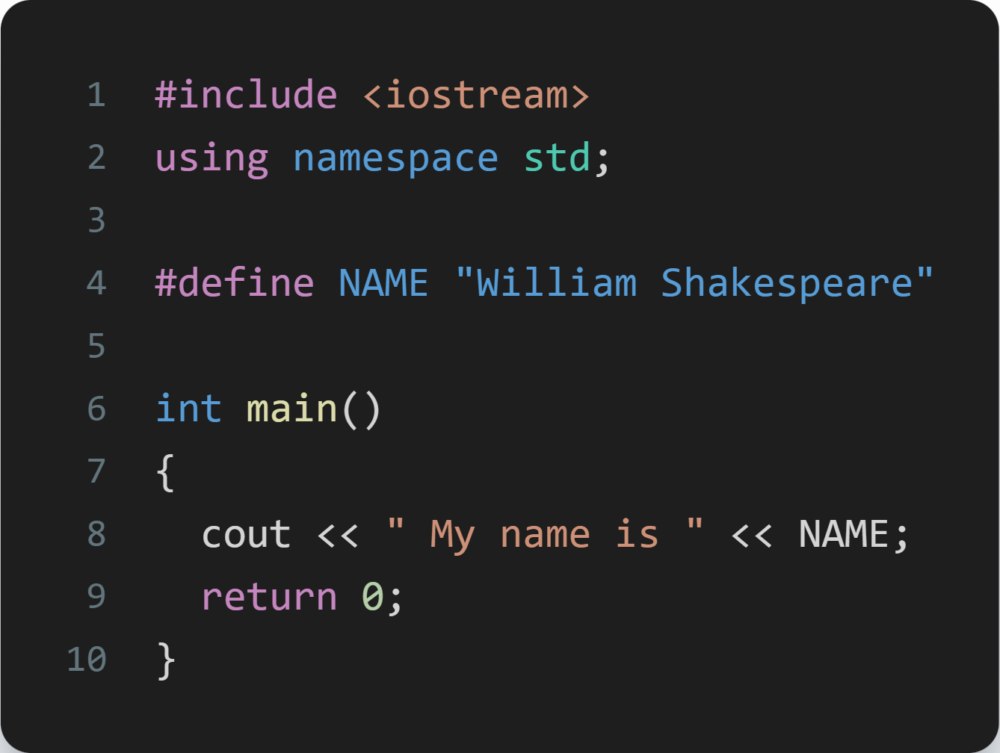 1 #include <iostream>
2 using namespace std;
3
4 #define NAME "William Shakespeare"
5
6 int main()
7 {
8   cout << " My name is " << NAME;
9   return 0;
10 }